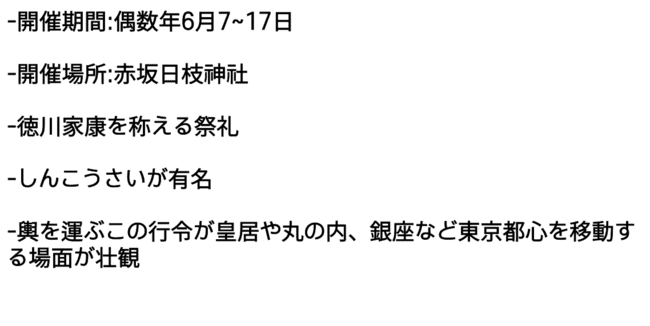 -開催期間:偶数年6月7~17日
-開催場所:赤坂日枝神社
-徳川家康を称える祭礼
-しんこうさいが有名
-輿を運ぶこの行令が皇居や丸の内、銀座など東京都心を移動す
る場面が壮観